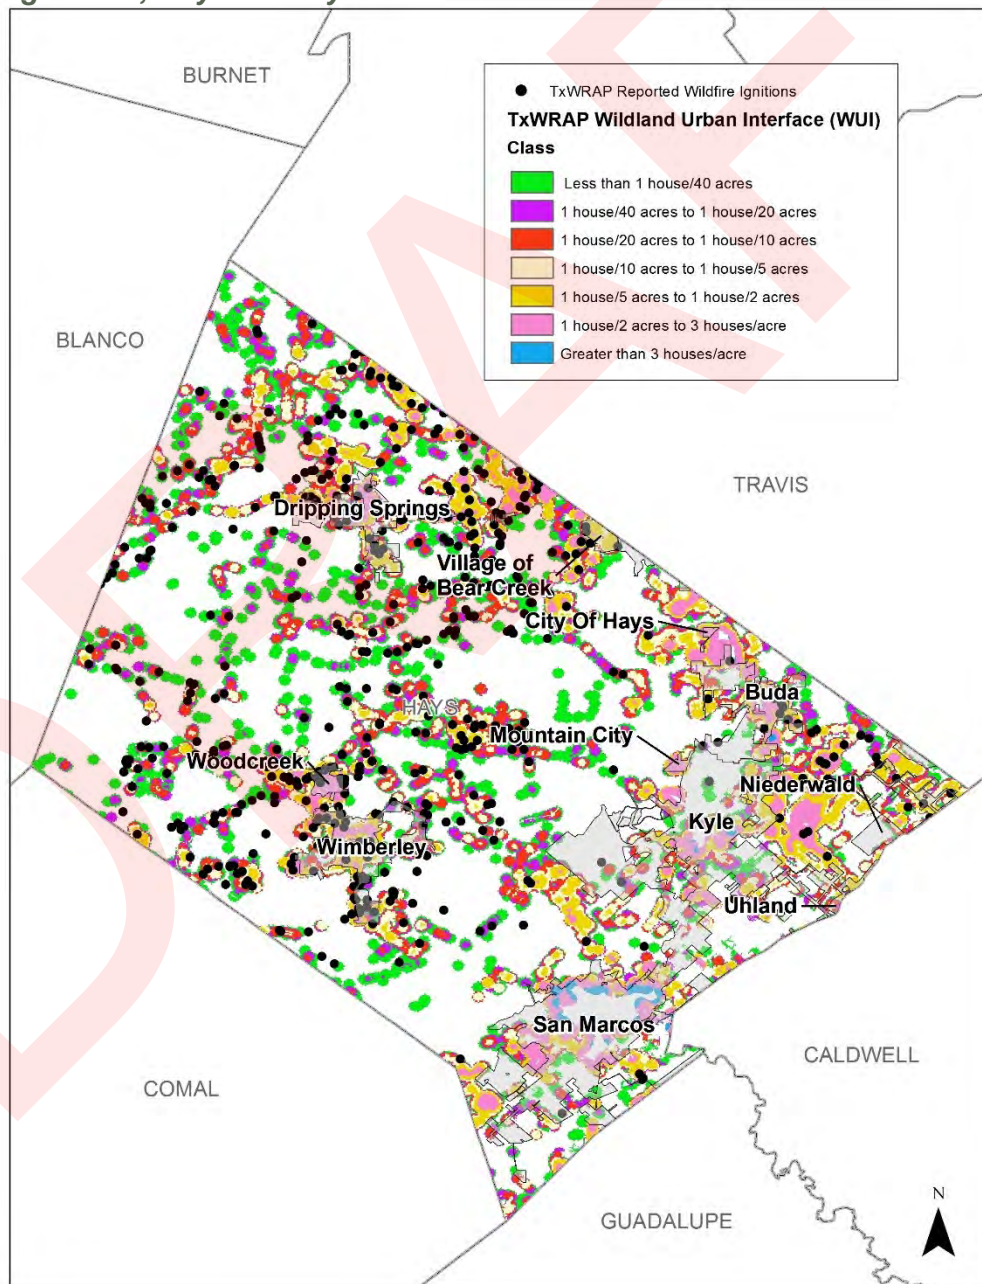 BURNET
TxWRAP Reported Wildfire Ignitions
TxWRAP Wildland Urban Interface (WUI)
Class
Less than 1 house/40 acres
1 house/40 acres to 1 house/20 acres
1 house/20 acres to 1 house/10 acres
1 house/10 acres to 1 house/5 acres
1 house/5 acres to 1 house/2 acres
1 house/2 acres to 3 houses/acre
Greater than 3 houses/acre
BLANCO
TRAVIS
Dripping Springs
Village of
Bear Creek
City Of Hays
Buda
HAYS
Mountain City
Woodcreek
Niederwald
Kyle
Wimberley
Uhland
San Marcos
CALDWELL
COMAL
N
GUADALUPE
DRAFT